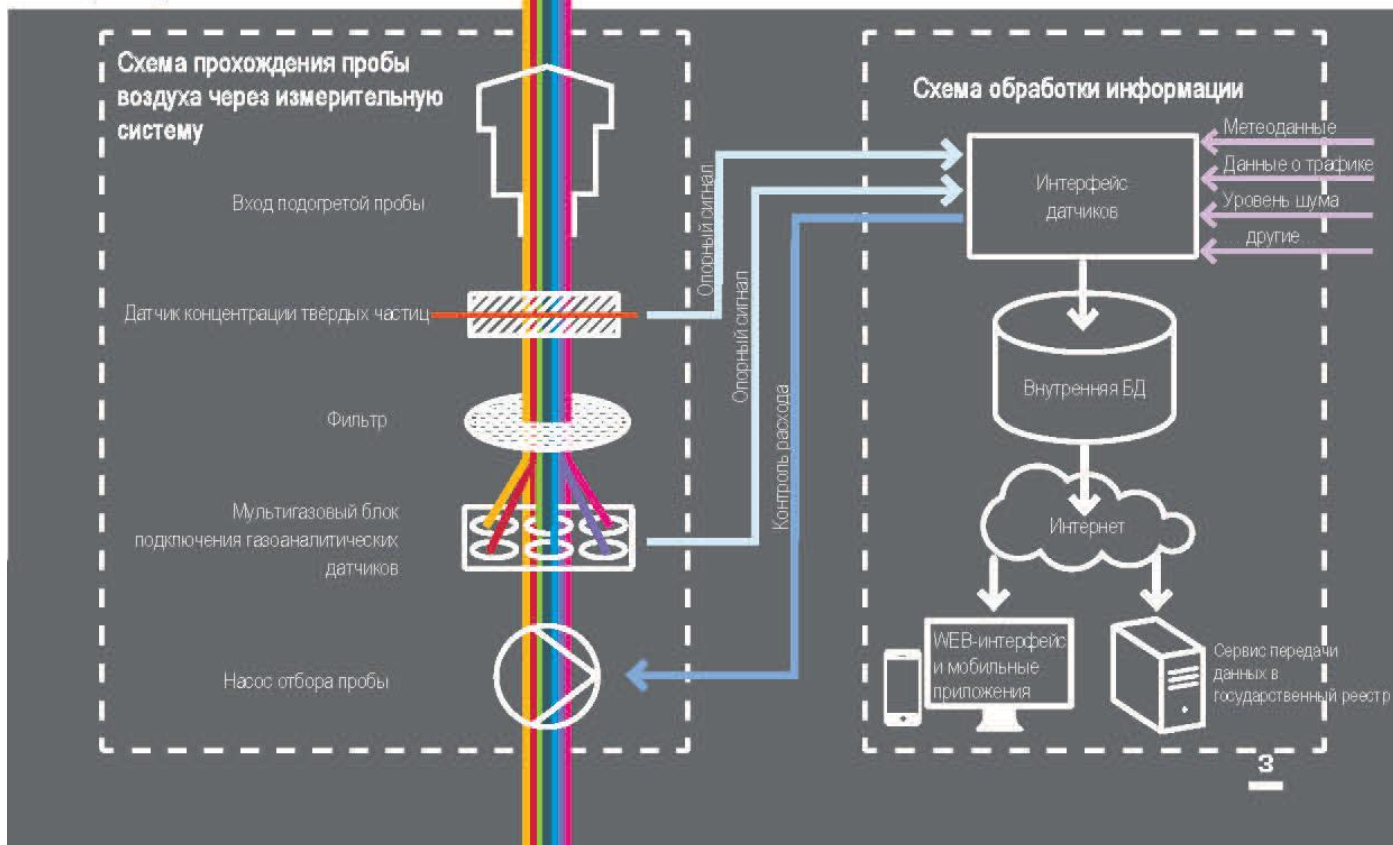 Схема прохождения пробы
воздуха через измерительную
систему
Вход подогретой пробы
Датчик концентрации твёрдых частиц
Фильтр
Мультигазовый блок
подключения газоаналитических
датчиков
Насос отбора пробы
Опорный сигнал
Опорный сигнал
Контроль расхода
Схема обработки информации
Интерфейс
датчиков
Метеоданные
Данные о трафике
Уровень шума
... другие...
Внутренняя БД
Интернет
WEB-интерфейс
и мобильные
приложения
Сервис передачи
данных в
государственный реестр
3